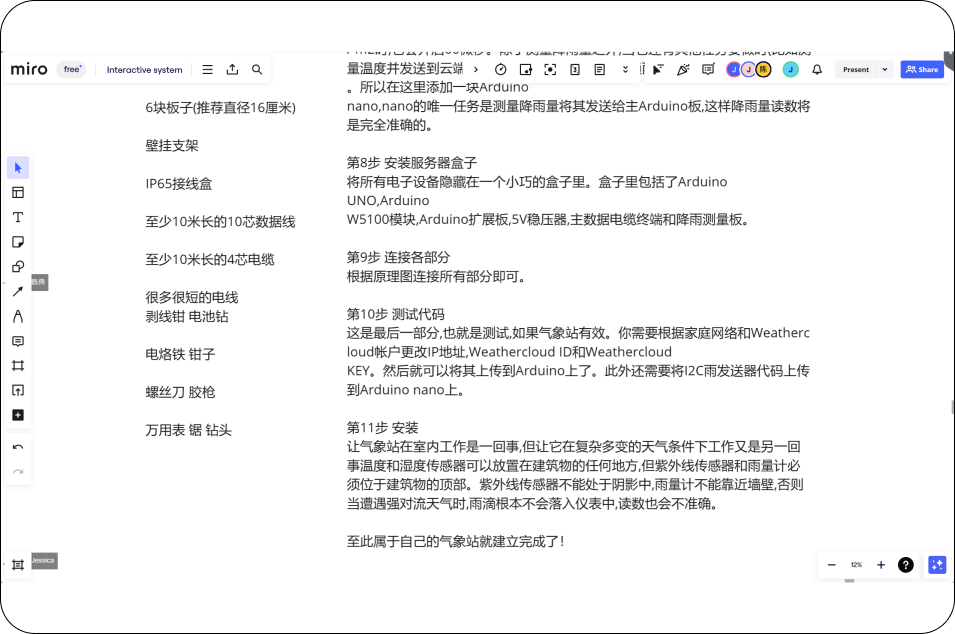 miro
free
Interactive system
J
J
陈
J
Present
Share
量温度并发送到云端
。所以在这里添加一块Arduino
nano,nano的唯一任务是测量降雨量将其发送给主Arduino板,这样降雨量读数将
是完全准确的。
第8步 安装服务器盒子
将所有电子设备隐藏在一个小巧的盒子里。盒子里包括了Arduino
UNO,Arduino
W5100模块,Arduino扩展板,5V稳压器,主数据电缆终端和降雨测量板。
第9步 连接各部分
根据原理图连接所有部分即可。
第10步 测试代码
这是最后一部分,也就是测试,如果气象站有效。你需要根据家庭网络和Weatherc
loud帐户更改IP地址,Weathercloud ID和Weathercloud
KEY。然后就可以将其上传到Arduino上了。此外还需要将I2C雨发送器代码上传
到Arduino nano上。
第11步 安装
让气象站在室内工作是一回事,但让它在复杂多变的天气条件下工作又是另一回
事温度和湿度传感器可以放置在建筑物的任何地方,但紫外线传感器和雨量计必
须位于建筑物的顶部。紫外线传感器不能处于阴影中,雨量计不能靠近墙壁,否则
当遭遇强对流天气时,雨滴根本不会落入仪表中,读数也会不准确。
至此属于自己的气象站就建立完成了!
6块板子(推荐直径16厘米)
壁挂支架
IP65接线盒
至少10米长的10芯数据线
至少10米长的4芯电缆
很多很短的电线
剥线钳 电池钻
电烙铁 钳子
螺丝刀 胶枪
万用表 锯 钻头
Jessica
12%